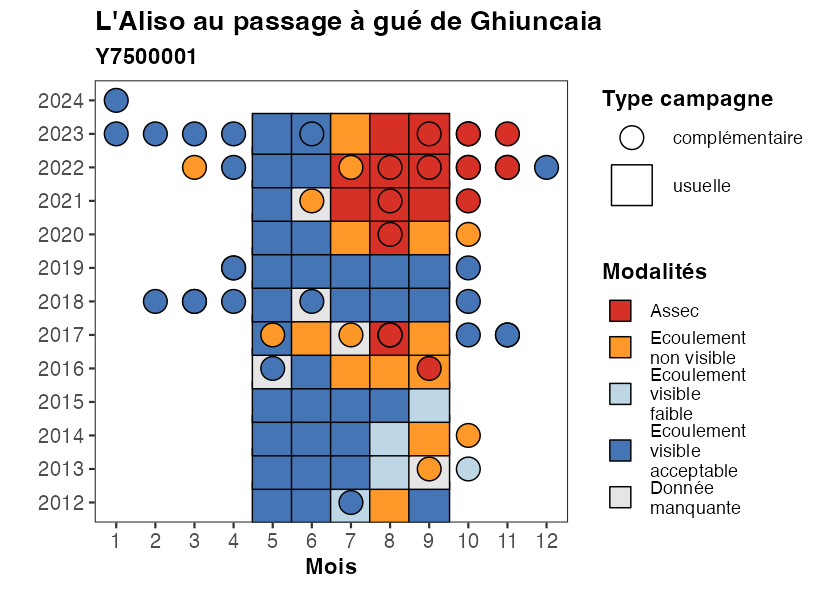 L'Aliso au passage à gué de Ghiuncaia
Y7500001
2024
2023
2022
2021
2020
2019
2018
2017
2016
2015
2014
2013
2012
1 2 3 4 5 6 7 8 9 10 11 12
Mois
Type campagne
complémentaire
usuelle
Modalités
Assec
Ecoulement
non visible
Ecoulement
visible
faible
Ecoulement
visible
acceptable
Donnée
manquante